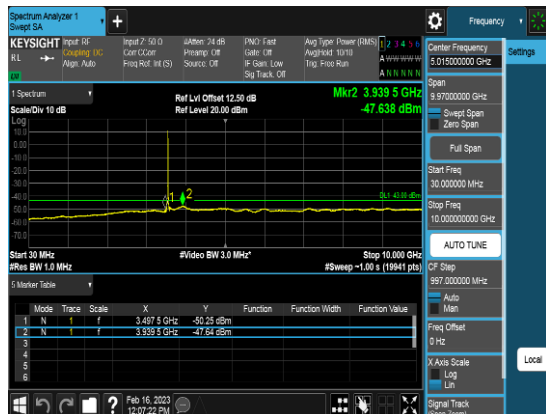 Spectrum Analyzer 1
Swept SA
Frequency
KEYSIGHT
Input: RF
Input Z: 50 Ω
#Atten: 24 dB
PNO: Fast
Avg Type: Power (RMS)
1 2 3 4 5 6
RL
Coupling: DC
Corr CCorr
Preamp: Off
Gate: Off
Avg|Hold: 10/10
A W W W W W
Align: Auto
Freq Ref: Int (S)
Source: Off
IF Gain: Low
Trig: Free Run
Sig Track: Off
A N N N N N
1 Spectrum
Scale/Div 10 dB
Ref Lvl Offset 12.50 dB
Ref Level 20.00 dBm
Mkr2 3.939 5 GHz
-47.638 dBm
Log
10.0
0.00
-10.0
-20.0
-30.0
-40.0
-50.0
-60.0
-70.0
1
2
DL1 -43.00 dBm
Start 30 MHz
#Video BW 3.0 MHz*
Stop 10.000 GHz
#Res BW 1.0 MHz
#Sweep ~1.00 s (19941 pts)
5 Marker Table
Mode Trace Scale X Y Function Function Width Function Value
1 N 1 f 3.497 5 GHz -50.25 dBm
2 N 1 f 3.939 5 GHz -47.64 dBm
3
4
5
6
Feb 16, 2023
12:07:22 PM
Center Frequency
5.015000000 GHz
Settings
Span
9.97000000 GHz
Swept Span
Zero Span
Full Span
Start Freq
30.000000 MHz
Stop Freq
10.000000000 GHz
AUTO TUNE
CF Step
997.000000 MHz
Auto
Man
Freq Offset
0 Hz
X Axis Scale
Log
Lin
Local
Signal Track
(Span Zoom)